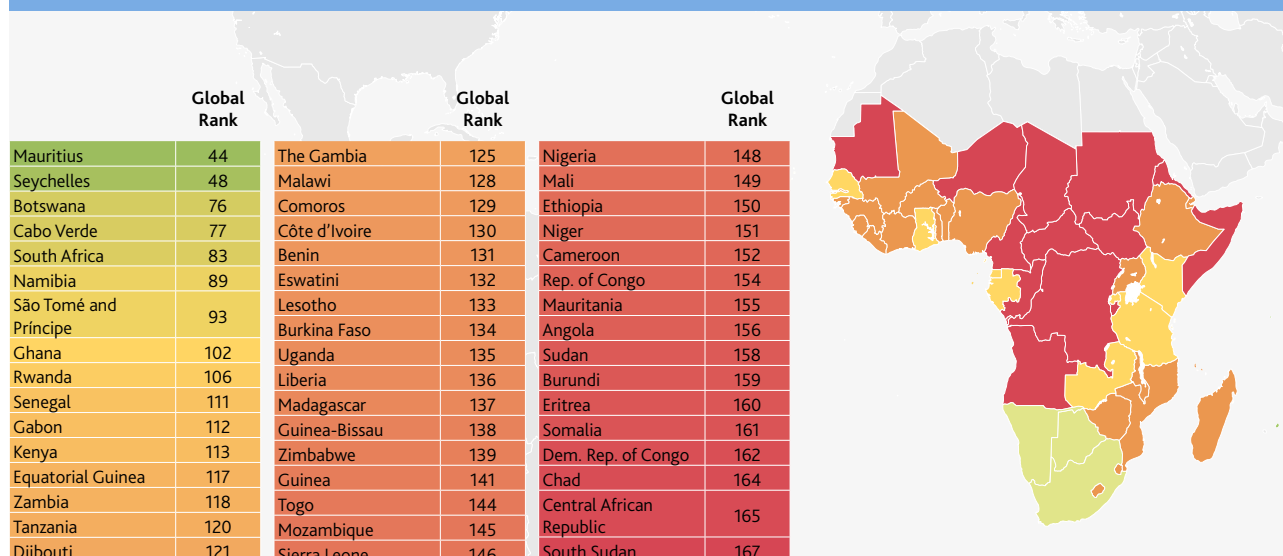 Global
Rank
Mauritius 44
Seychelles 48
Botswana 76
Cabo Verde 77
South Africa 83
Namibia 89
São Tomé and
Príncipe 93
Ghana 102
Rwanda 106
Senegal 111
Gabon 112
Kenya 113
Equatorial Guinea 117
Zambia 118
Tanzania 120
Djibouti 121
Global
Rank
The Gambia 125
Malawi 128
Comoros 129
Côte d’Ivoire 130
Benin 131
Eswatini 132
Lesotho 133
Burkina Faso 134
Uganda 135
Liberia 136
Madagascar 137
Guinea-Bissau 138
Zimbabwe 139
Guinea 141
Togo 144
Mozambique 145
Sierra Leone 146
Global
Rank
Nigeria 148
Mali 149
Ethiopia 150
Niger 151
Cameroon 152
Rep. of Congo 154
Mauritania 155
Angola 156
Sudan 158
Burundi 159
Eritrea 160
Somalia 161
Dem. Rep. of Congo 162
Chad 164
Central African
Republic 165
South Sudan 167